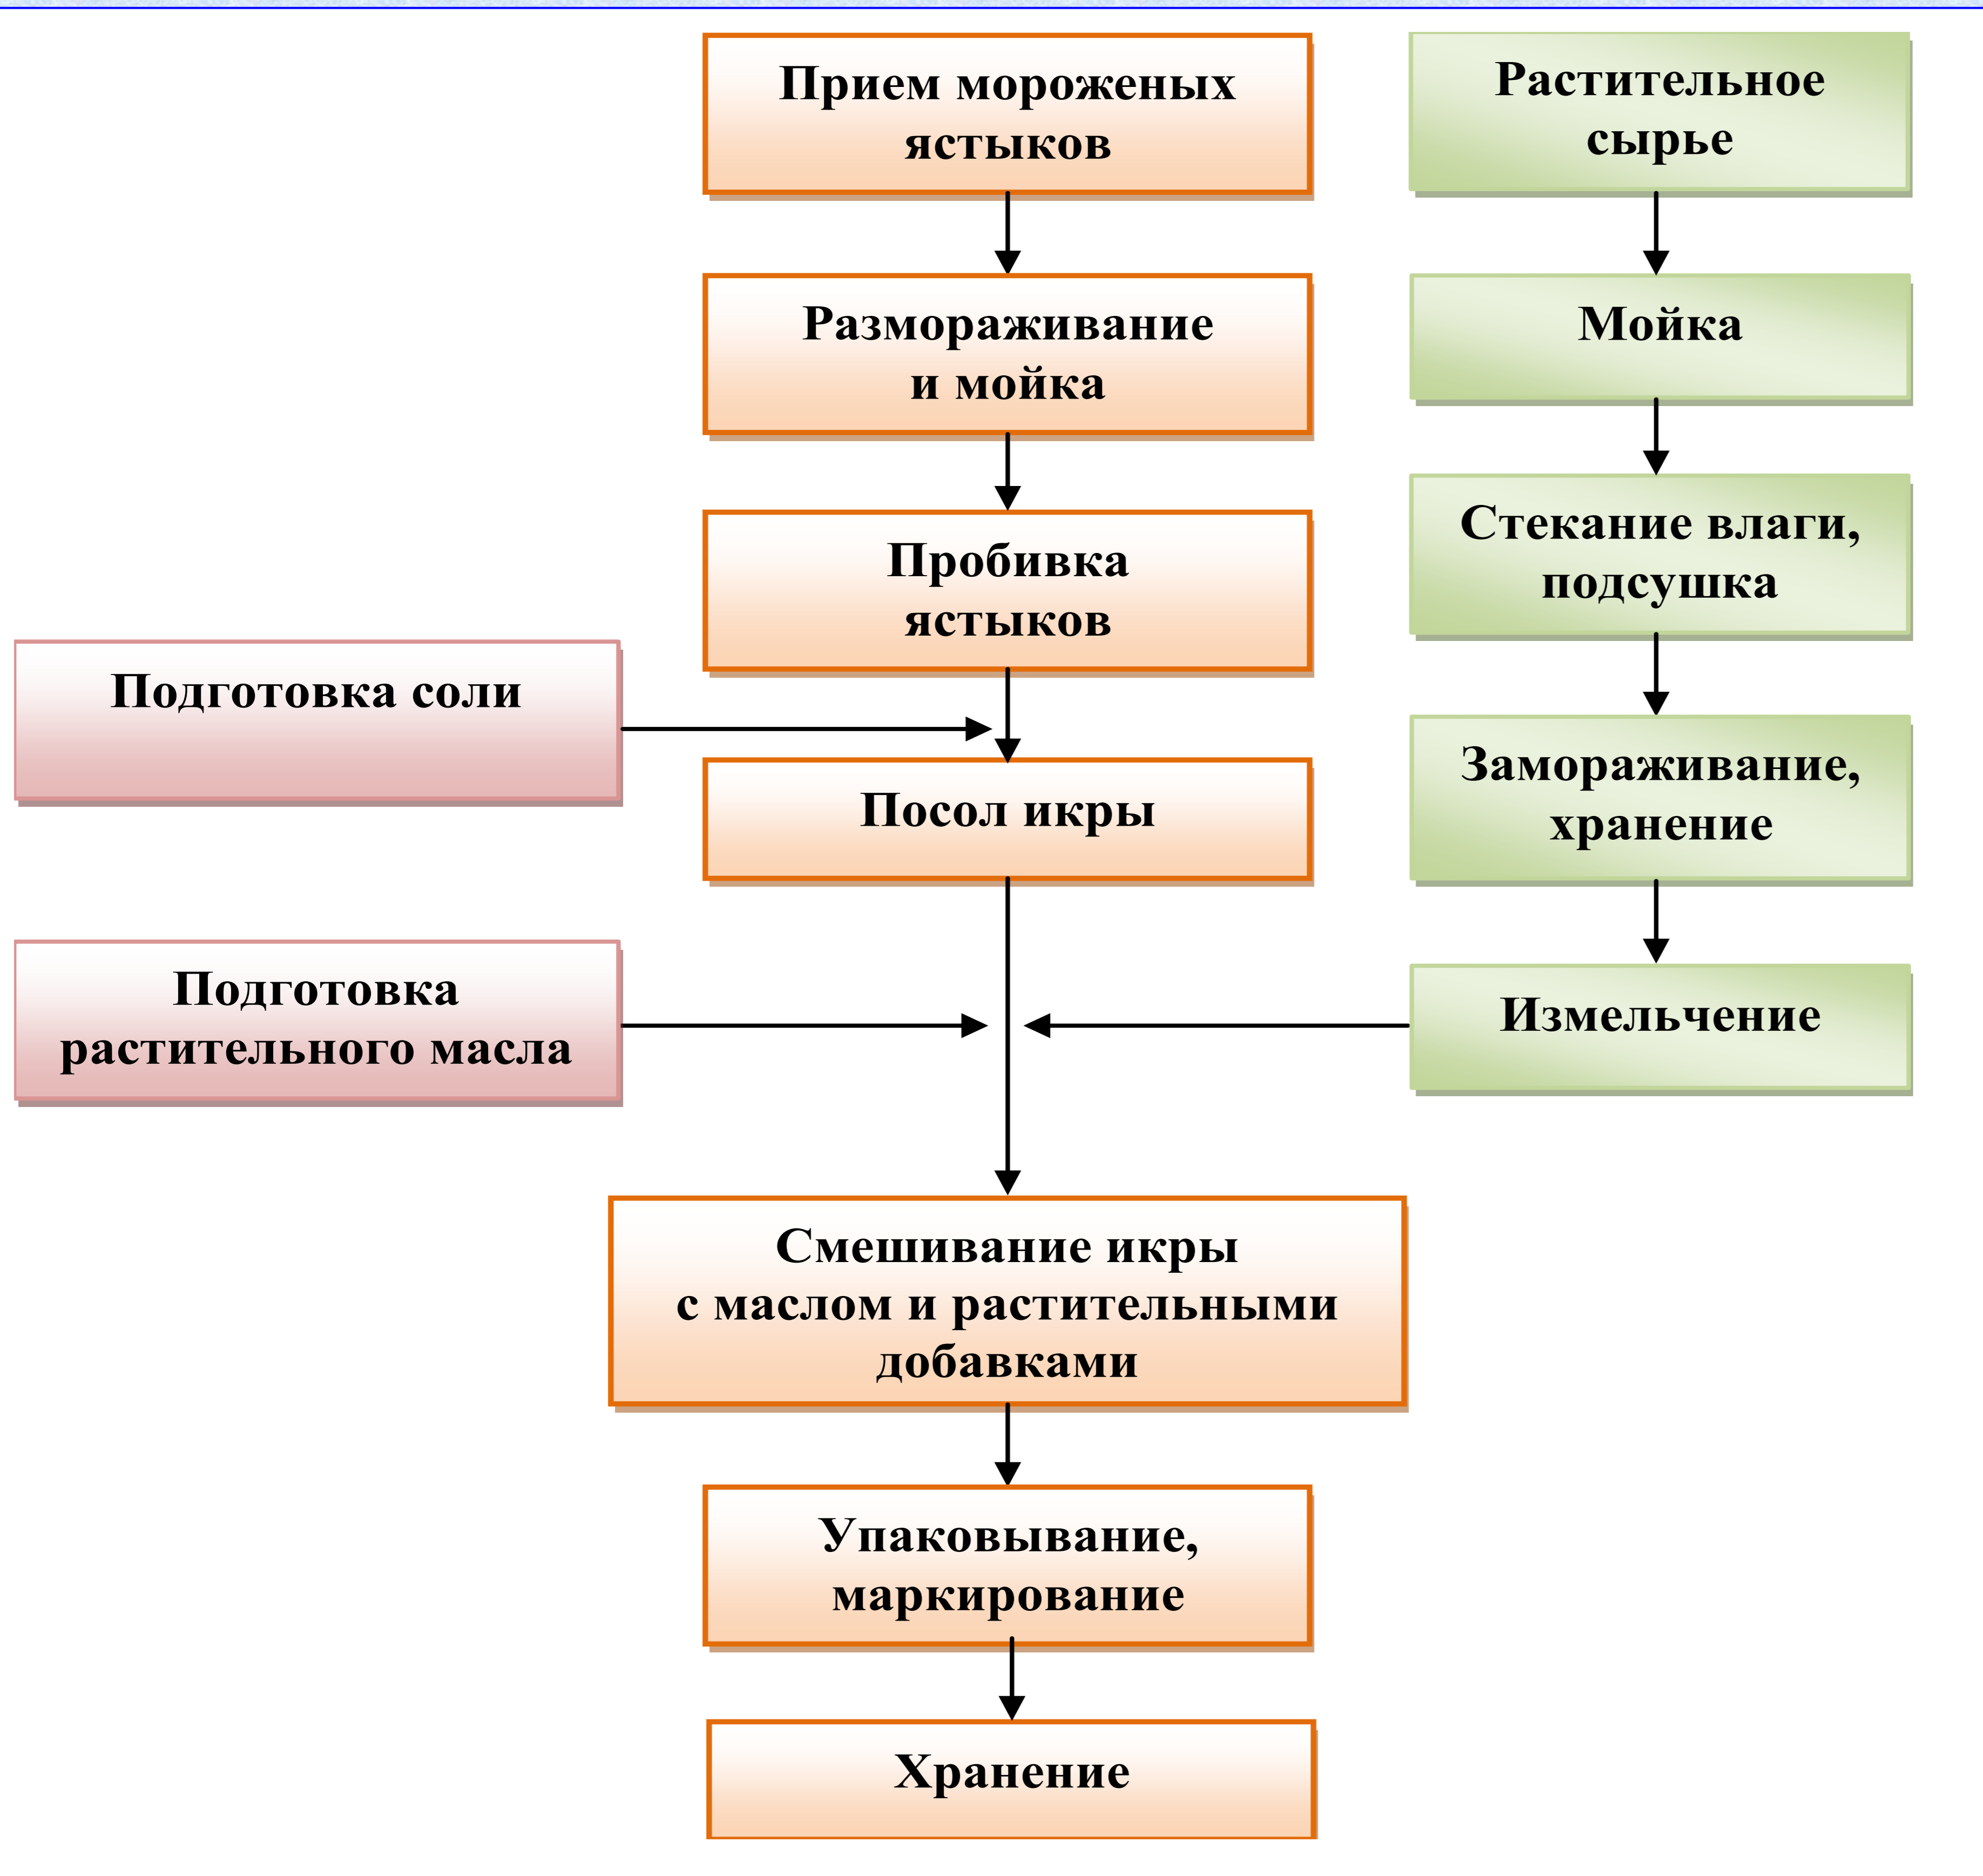 Прием мороженых
ястыков
Растительное
сырье
Размораживание
и мойка
Мойка
Пробивка
ястыков
Стекание влаги,
подсушка
Подготовка соли
Посол икры
Замораживание,
хранение
Подготовка
растительного масла
Измельчение
Смешивание икры
с маслом и растительными
добавками
Упаковывание,
маркирование
Хранение